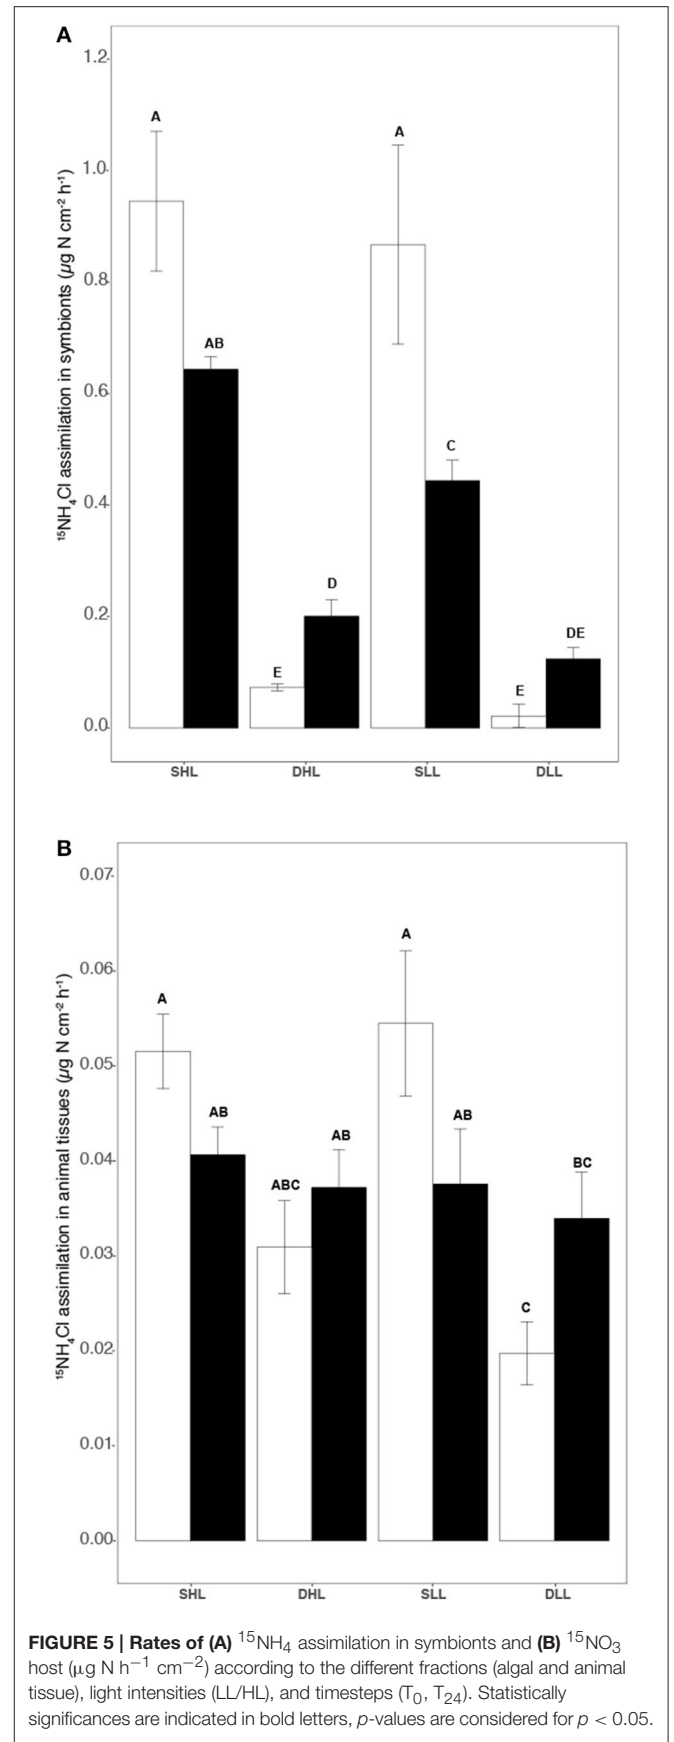 A
¹⁵NH₄Cl assimilation in symbionts (µg N cm⁻² h⁻¹)
1.2
A
A
1.0
0.8
AB
0.6
C
0.4
D
0.2
E
DE
E
0.0
SHL DHL SLL DLL
B
¹⁵NH₄Cl assimilation in animal tissues (µg N cm⁻² h⁻¹)
0.07
A
0.06
A
0.05
AB AB
AB
0.04
ABC
BC
0.03
C
0.02
0.01
0.00
SHL DHL SLL DLL
FIGURE 5 | Rates of (A) ¹⁵NH₄ assimilation in symbionts and (B) ¹⁵NO₃
host (µg N h⁻¹ cm⁻²) according to the different fractions (algal and animal
tissue), light intensities (LL/HL), and timesteps (T₀, T₂₄). Statistically
significances are indicated in bold letters, p-values are considered for p < 0.05.